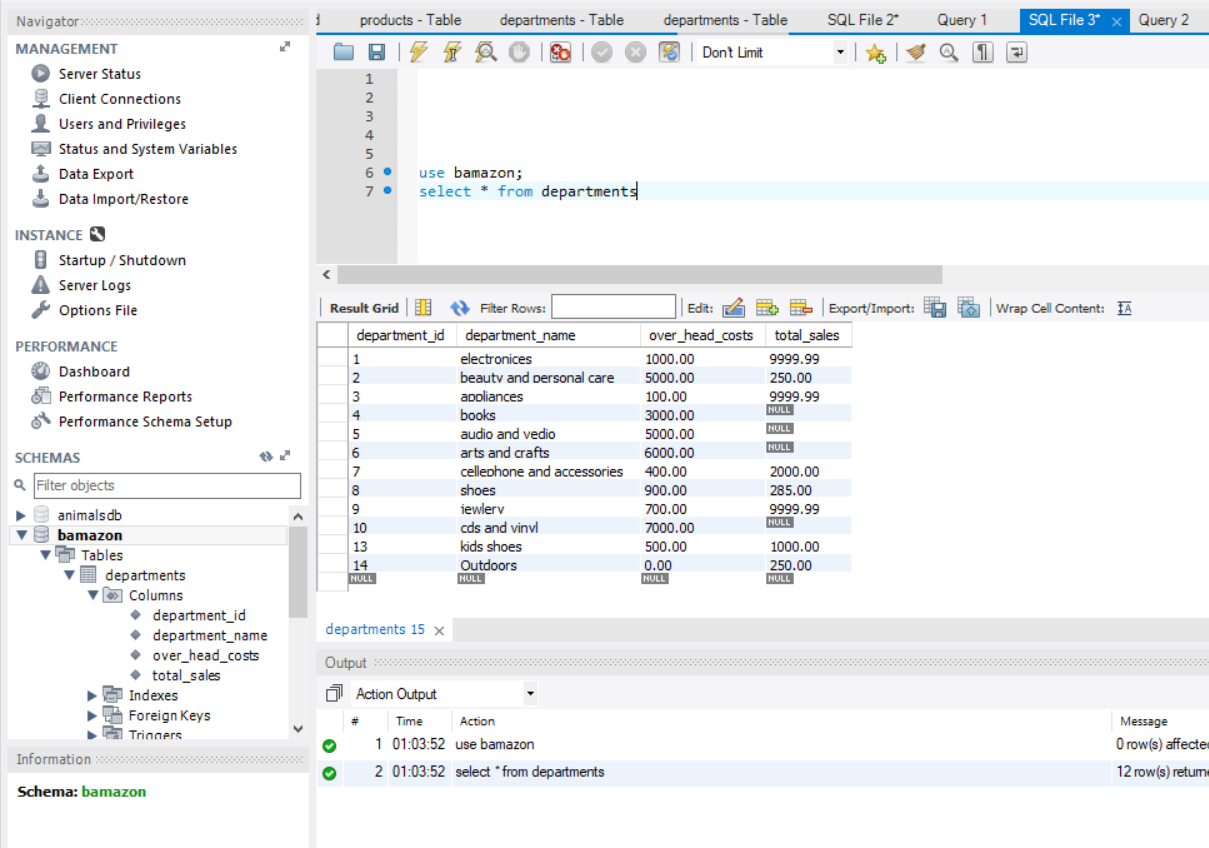 Navigator
MANAGEMENT
Server Status
Client Connections
Users and Privileges
Status and System Variables
Data Export
Data Import/Restore
INSTANCE
Startup / Shutdown
Server Logs
Options File
PERFORMANCE
Dashboard
Performance Reports
Performance Schema Setup
SCHEMAS
Filter objects
animalsdb
bamazon
Tables
departments
Columns
department_id
department_name
over_head_costs
total_sales
Indexes
Foreign Keys
Triggers
Information
Schema: bamazon
products - Table departments - Table departments - Table SQL File 2* Query 1 SQL File 3* Query 2
Don't Limit
1
2
3
4
5
6 use bamazon;
7 select * from departments
Result Grid Filter Rows: Edit: Export/Import: Wrap Cell Content:
department_id department_name over_head_costs total_sales
1 electronices 1000.00 9999.99
2 beauty and personal care 5000.00 250.00
3 appliances 100.00 9999.99
4 books 3000.00 NULL
5 audio and vedio 5000.00 NULL
6 arts and crafts 6000.00 NULL
7 cellephone and accessories 400.00 2000.00
8 shoes 900.00 285.00
9 jewlery 700.00 9999.99
10 cds and vinyl 7000.00 NULL
13 kids shoes 500.00 1000.00
14 Outdoors 0.00 250.00
NULL NULL NULL NULL
departments 15
Output
Action Output
# Time Action Message
1 01:03:52 use bamazon 0 row(s) affected
2 01:03:52 select * from departments 12 row(s) returne